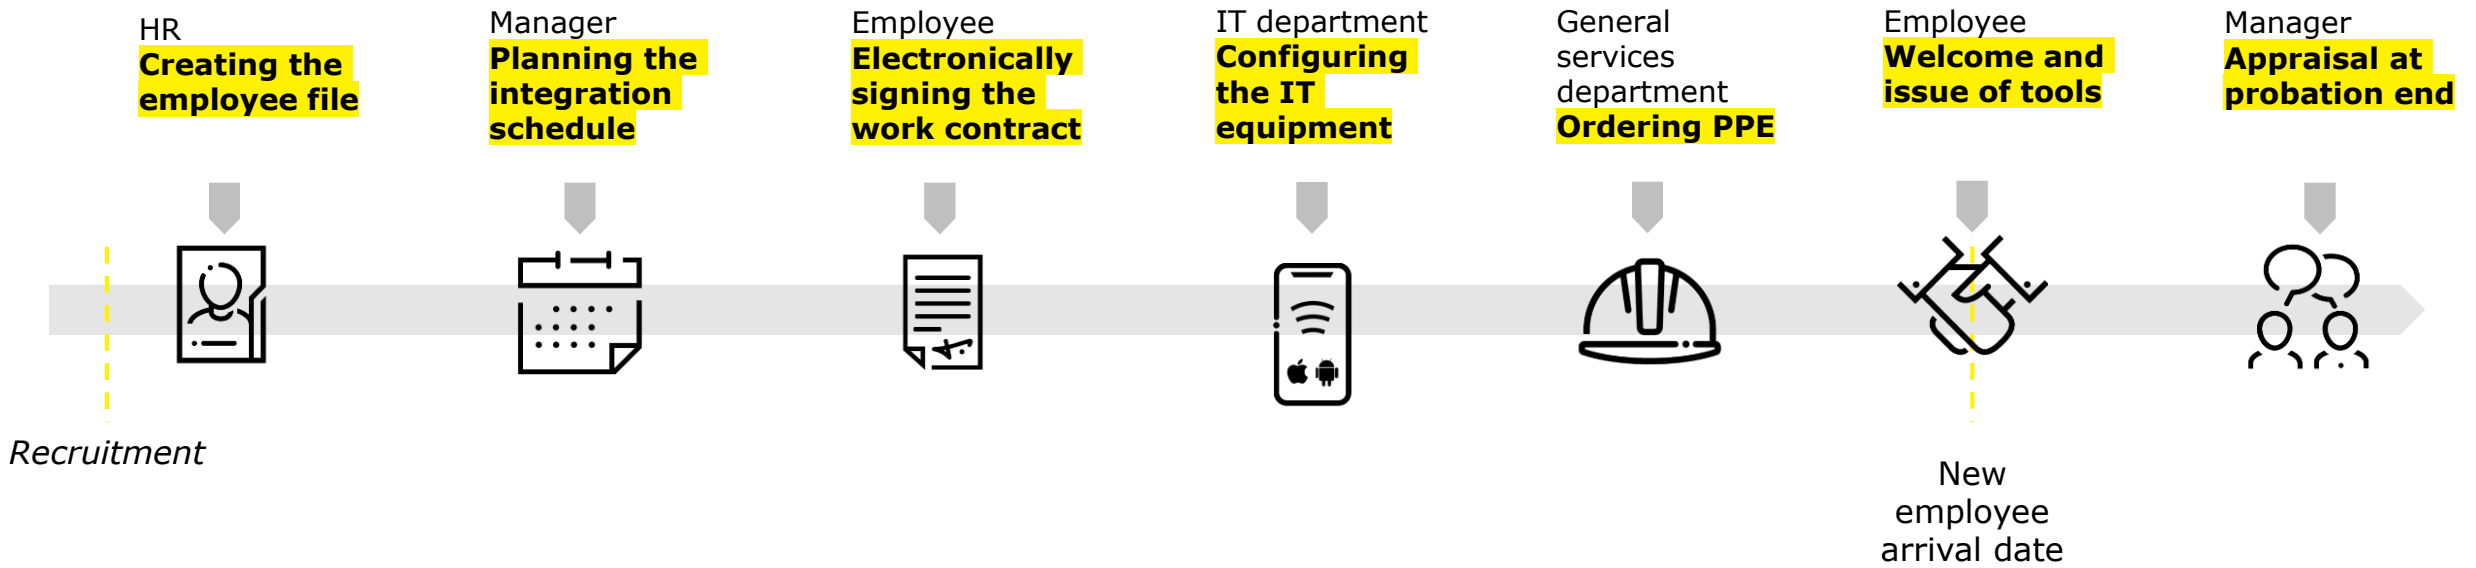 HR
Creating the
employee file
Manager
Planning the
integration
schedule
Employee
Electronically
signing the
work contract
IT department
Configuring
the IT
equipment
General
services
department
Ordering PPE
Employee
Welcome and
issue of tools
Manager
Appraisal at
probation end
Recruitment
New
employee
arrival date